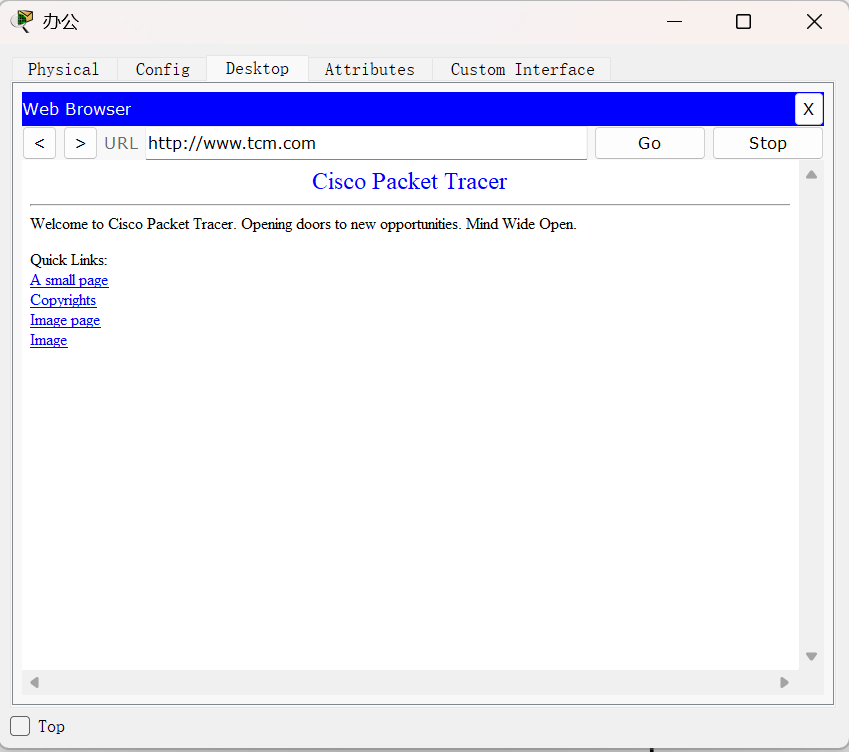 办公
Physical Config Desktop Attributes Custom Interface
Web Browser X
< > URL http://www.tcm.com Go Stop
Cisco Packet Tracer
Welcome to Cisco Packet Tracer. Opening doors to new opportunities. Mind Wide Open.
Quick Links:
A small page
Copyrights
Image page
Image
Top